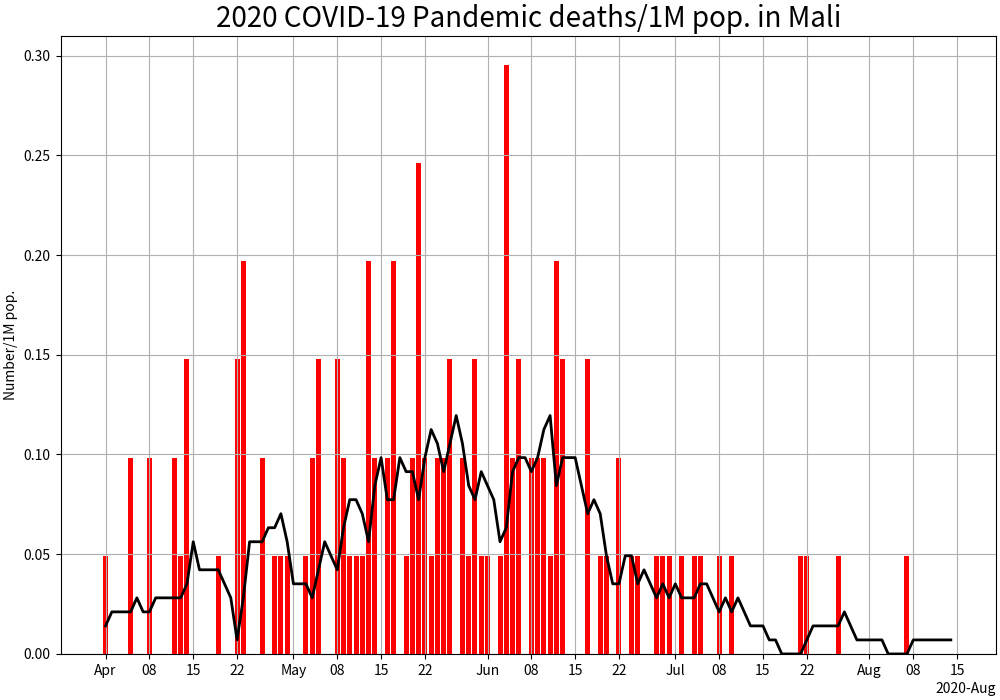 2020 COVID-19 Pandemic deaths/1M pop. in Mali
Number/1M pop.
0.30
0.25
0.20
0.15
0.10
0.05
0.00
Apr 08 15 22 May 08 15 22 Jun 08 15 22 Jul 08 15 22 Aug 08 15
2020-Aug